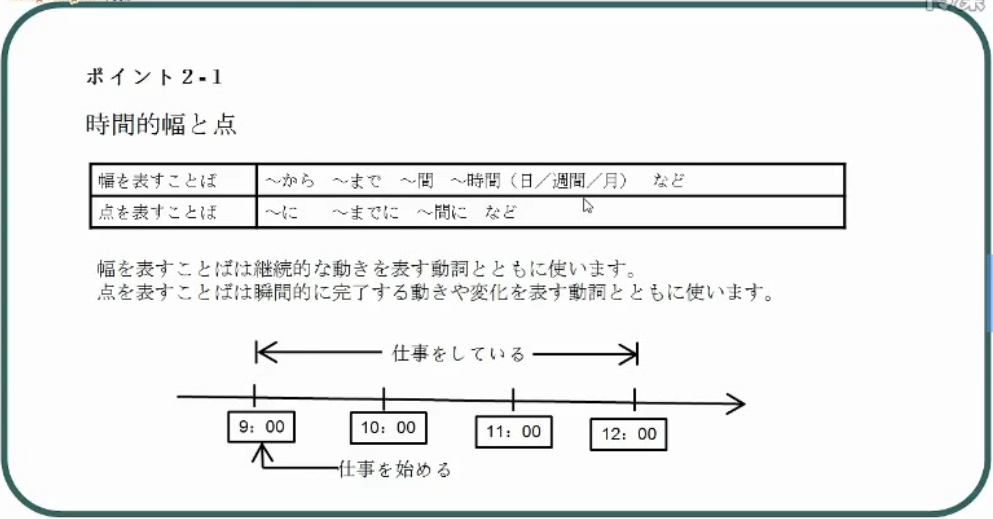 ポイント2-1
時間的幅と点
幅を表すことば ～から ～まで ～間 ～時間（日／週間／月） など
点を表すことば ～に ～までに ～間に など
幅を表すことばは継続的な動きを表す動詞とともに使います。
点を表すことばは瞬間的に完了する動きや変化を表す動詞とともに使います。
仕事をしている
9：00 10：00 11：00 12：00
仕事を始める